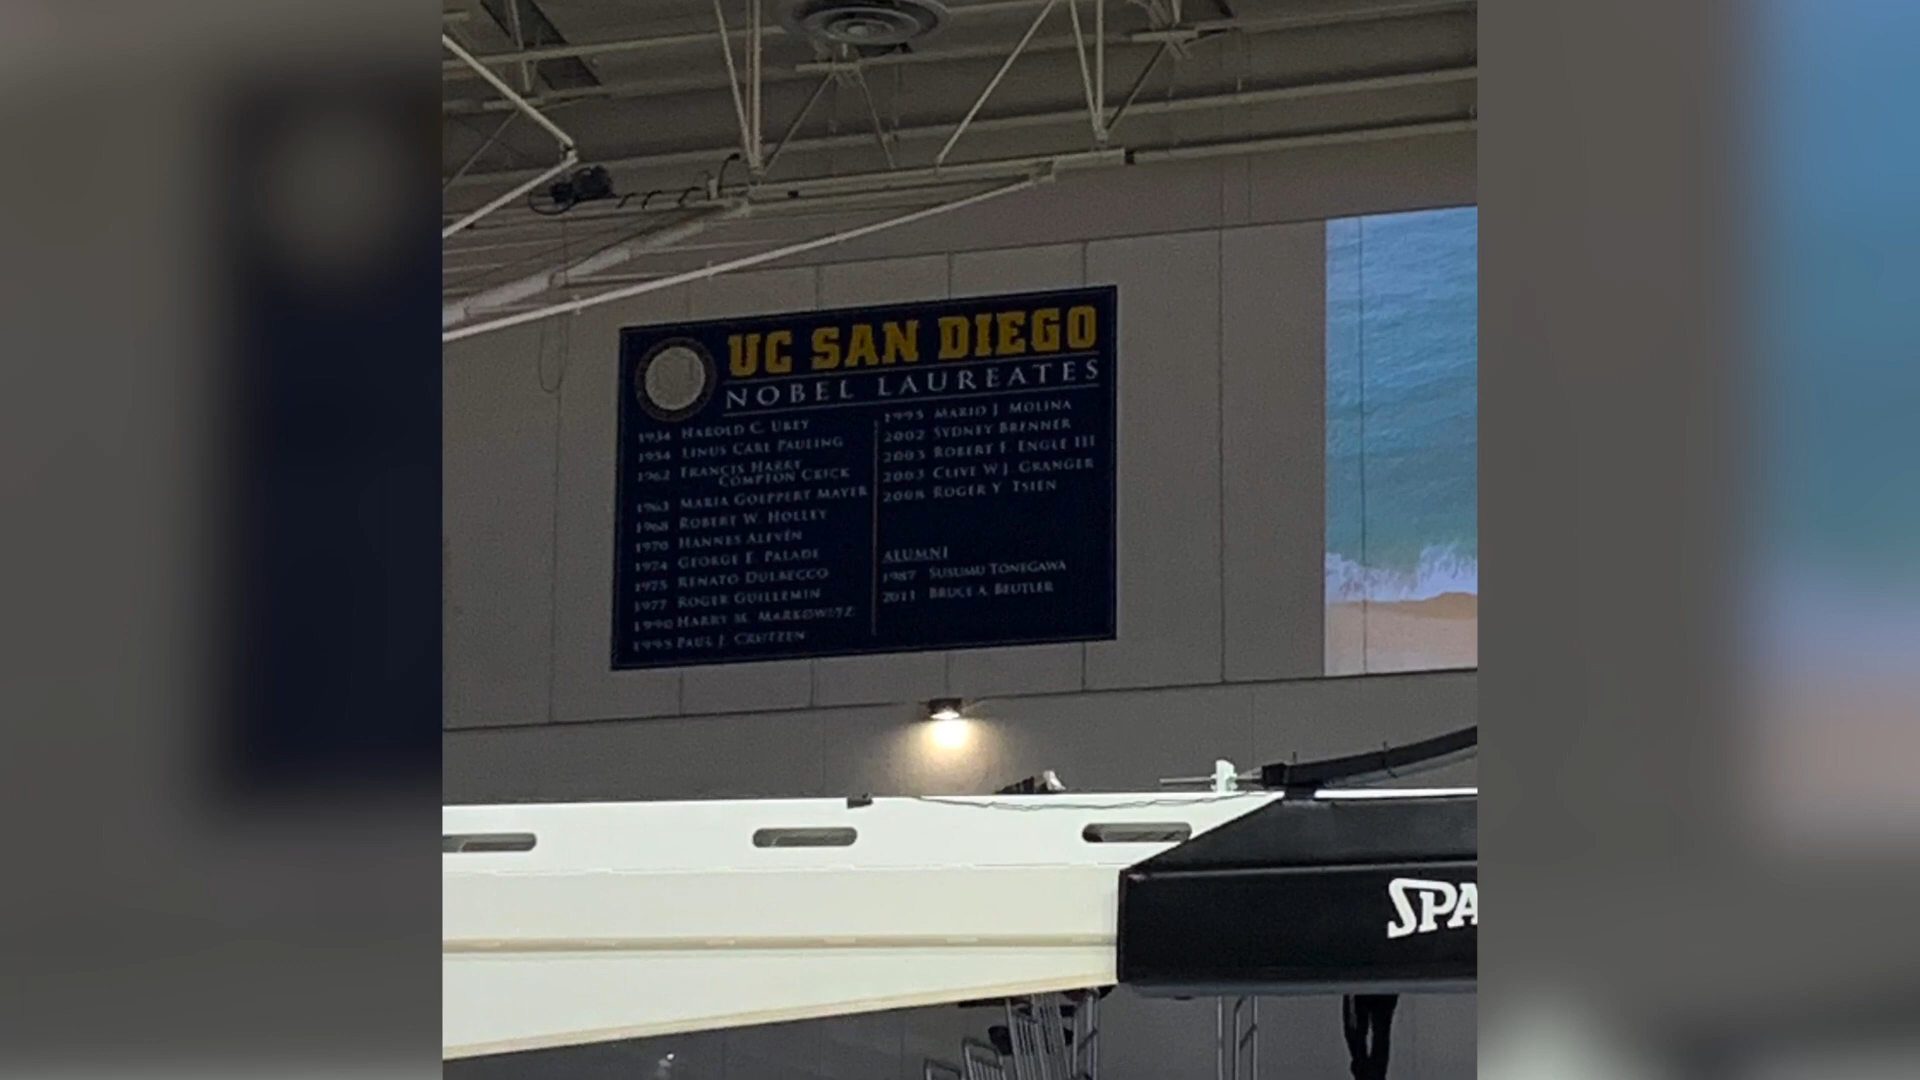 UC SAN DIEGO
NOBEL LAUREATES
1934 HAROLD C. UREY
1954 LINUS CARL PAULING
1962 FRANCIS HARRY
COMPTON CRICK
1963 MARIA GOEPPERT MAYER
1968 ROBERT W. HOLLEY
1970 HANNES ALFVÉN
1974 GEORGE E. PALADE
1975 RENATO DULBECCO
1977 ROGER GUILLEMIN
1990 HARRY M. MARKOWITZ
1995 PAUL J. CRUTZEN
1995 MARIO J. MOLINA
2002 SYDNEY BRENNER
2003 ROBERT F. ENGLE III
2003 CLIVE W.J. GRANGER
2008 ROGER Y. TSIEN
ALUMNI
1987 SUSUMU TONEGAWA
2011 BRUCE A. BEUTLER
SPA